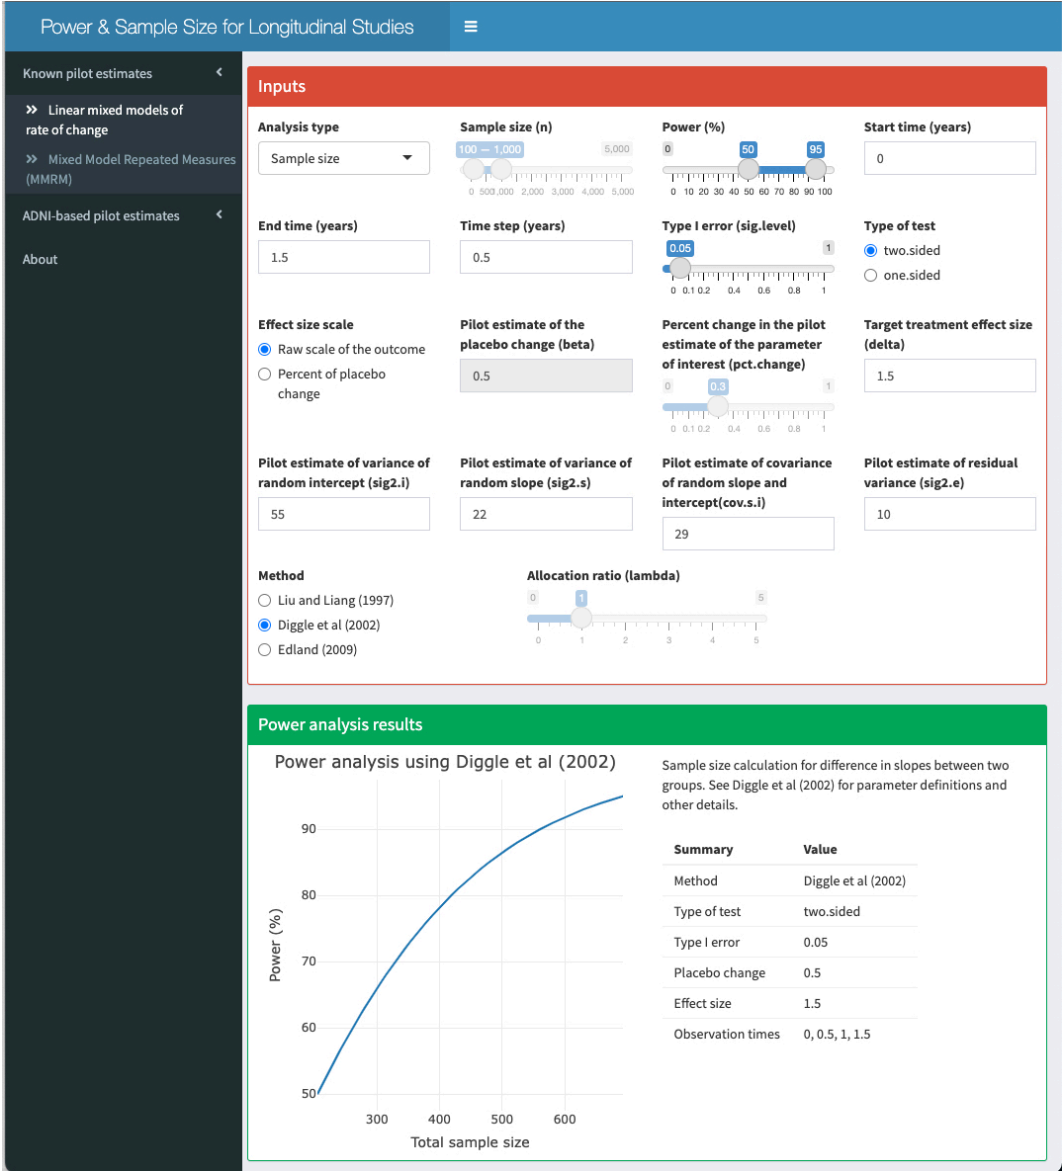 Power & Sample Size for Longitudinal Studies
Known pilot estimates
Linear mixed models of
rate of change
Mixed Model Repeated Measures
(MMRM)
ADNI-based pilot estimates
About
Inputs
Analysis type
Sample size
Sample size (n)
100 — 1,000 5,000
0 500 1,000 2,000 3,000 4,000 5,000
Power (%)
0 50 95
0 10 20 30 40 50 60 70 80 90 100
Start time (years)
0
End time (years)
1.5
Time step (years)
0.5
Type I error (sig.level)
0.05 1
0 0.1 0.2 0.4 0.6 0.8 1
Type of test
two.sided
one.sided
Effect size scale
Raw scale of the outcome
Percent of placebo
change
Pilot estimate of the
placebo change (beta)
0.5
Percent change in the pilot
estimate of the parameter
of interest (pct.change)
0 0.3 1
0 0.1 0.2 0.4 0.6 0.8 1
Target treatment effect size
(delta)
1.5
Pilot estimate of variance of
random intercept (sig2.i)
55
Pilot estimate of variance of
random slope (sig2.s)
22
Pilot estimate of covariance
of random slope and
intercept(cov.s.i)
29
Pilot estimate of residual
variance (sig2.e)
10
Method
Liu and Liang (1997)
Diggle et al (2002)
Edland (2009)
Allocation ratio (lambda)
0 1 5
0 1 2 3 4 5
Power analysis results
Power analysis using Diggle et al (2002)
Power (%)
90
80
70
60
50
300 400 500 600
Total sample size
Sample size calculation for difference in slopes between two
groups. See Diggle et al (2002) for parameter definitions and
other details.
Summary Value
Method Diggle et al (2002)
Type of test two.sided
Type I error 0.05
Placebo change 0.5
Effect size 1.5
Observation times 0, 0.5, 1, 1.5